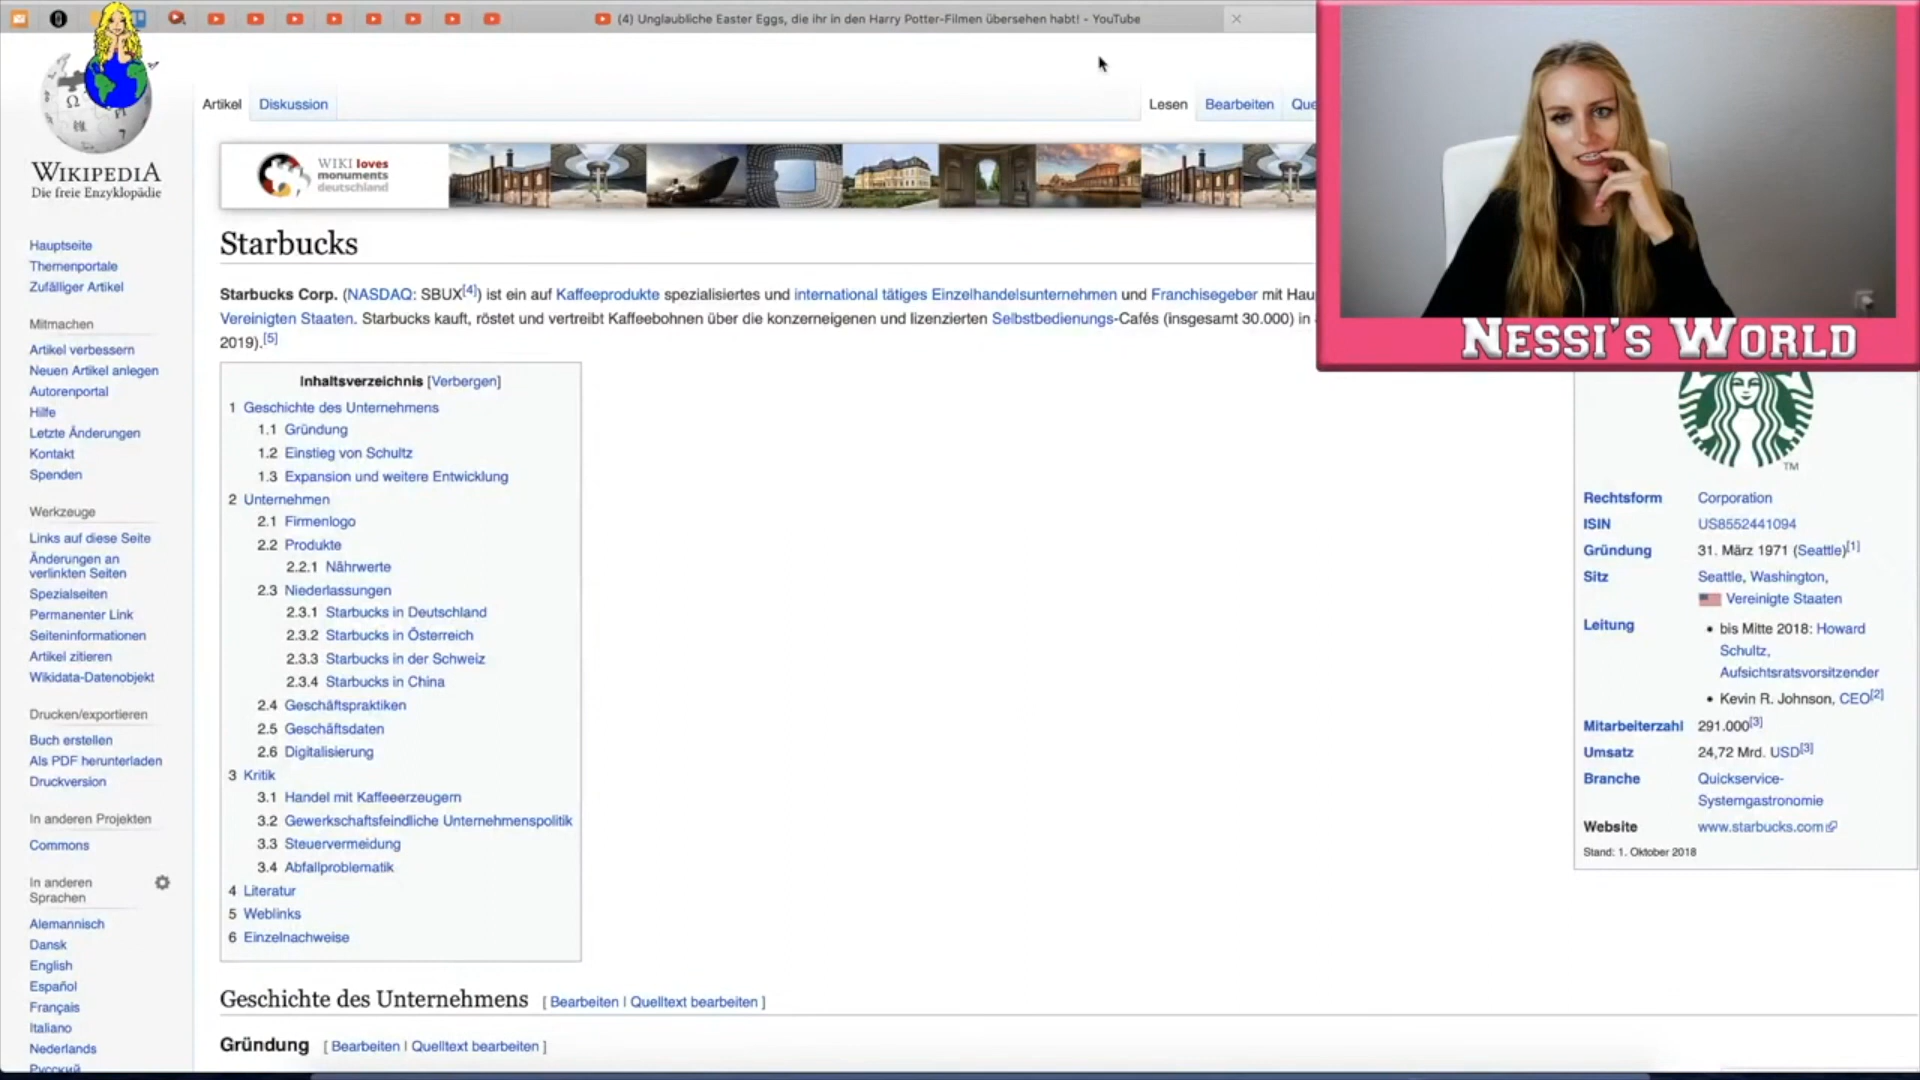 (4) Unglaubliche Easter Eggs, die ihr in den Harry Potter-Filmen übersehen habt! - YouTube
WIKIPEDIA
Die freie Enzyklopädie
Hauptseite
Themenportale
Zufälliger Artikel
Mitmachen
Artikel verbessern
Neuen Artikel anlegen
Autorenportal
Hilfe
Letzte Änderungen
Kontakt
Spenden
Werkzeuge
Links auf diese Seite
Änderungen an
verlinkten Seiten
Spezialseiten
Permanenter Link
Seiteninformationen
Artikel zitieren
Wikidata-Datenobjekt
Drucken/exportieren
Buch erstellen
Als PDF herunterladen
Druckversion
In anderen Projekten
Commons
In anderen
Sprachen
Alemannisch
Dansk
English
Español
Français
Italiano
Nederlands
Русский
Artikel Diskussion Lesen Bearbeiten Que
WIKI loves
monuments
deutschland
Starbucks
Starbucks Corp. (NASDAQ: SBUX[4]) ist ein auf Kaffeeprodukte spezialisiertes und international tätiges Einzelhandelsunternehmen und Franchisegeber mit Hau
Vereinigten Staaten. Starbucks kauft, röstet und vertreibt Kaffeebohnen über die konzerneigenen und lizenzierten Selbstbedienungs-Cafés (insgesamt 30.000) in
2019).[5]
Inhaltsverzeichnis [Verbergen]
1 Geschichte des Unternehmens
1.1 Gründung
1.2 Einstieg von Schultz
1.3 Expansion und weitere Entwicklung
2 Unternehmen
2.1 Firmenlogo
2.2 Produkte
2.2.1 Nährwerte
2.3 Niederlassungen
2.3.1 Starbucks in Deutschland
2.3.2 Starbucks in Österreich
2.3.3 Starbucks in der Schweiz
2.3.4 Starbucks in China
2.4 Geschäftspraktiken
2.5 Geschäftsdaten
2.6 Digitalisierung
3 Kritik
3.1 Handel mit Kaffeeerzeugern
3.2 Gewerkschaftsfeindliche Unternehmenspolitik
3.3 Steuervermeidung
3.4 Abfallproblematik
4 Literatur
5 Weblinks
6 Einzelnachweise
Geschichte des Unternehmens [ Bearbeiten | Quelltext bearbeiten ]
Gründung [ Bearbeiten | Quelltext bearbeiten ]
NESSI'S WORLD
TM
Rechtsform Corporation
ISIN US8552441094
Gründung 31. März 1971 (Seattle)[1]
Sitz Seattle, Washington,
Vereinigte Staaten
Leitung • bis Mitte 2018: Howard
Schultz,
Aufsichtsratsvorsitzender
• Kevin R. Johnson, CEO[2]
Mitarbeiterzahl 291.000[3]
Umsatz 24,72 Mrd. USD[3]
Branche Quickservice-
Systemgastronomie
Website www.starbucks.com
Stand: 1. Oktober 2018